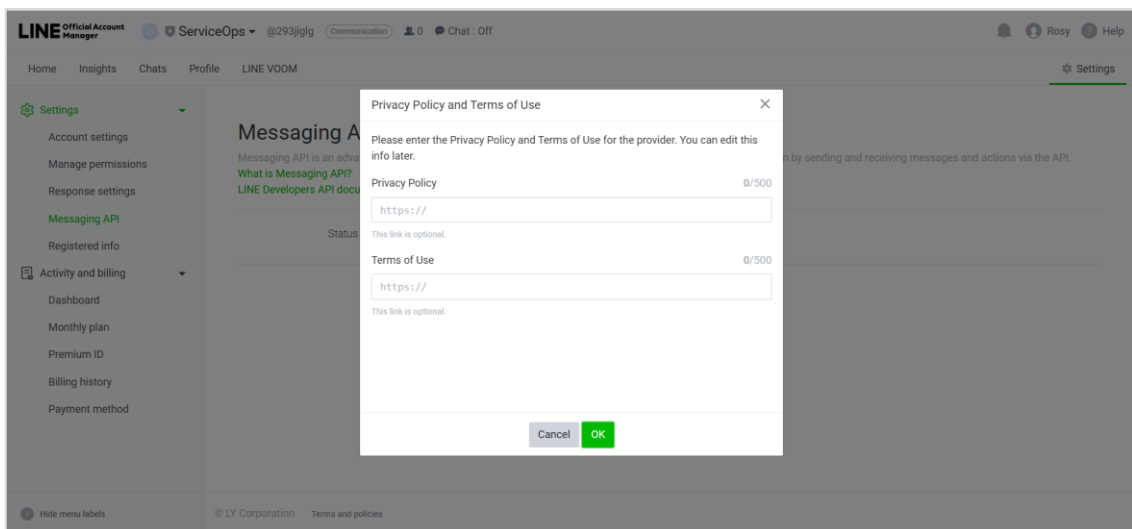 LINE Official Account Manager
ServiceOps @293jiglg Communication 0 Chat : Off Rosy Help
Home Insights Chats Profile LINE VOOM Settings
Settings
Account settings
Manage permissions
Response settings
Messaging API
Registered info
Activity and billing
Dashboard
Monthly plan
Premium ID
Billing history
Payment method
Hide menu labels
Messaging A
Messaging API is an adva
n by sending and receiving messages and actions via the API.
What is Messaging API?
LINE Developers API docu
Status
Privacy Policy and Terms of Use
Please enter the Privacy Policy and Terms of Use for the provider. You can edit this
info later.
Privacy Policy 0/500
https://
This link is optional.
Terms of Use 0/500
https://
This link is optional.
Cancel OK
© LY Corporation Terms and policies